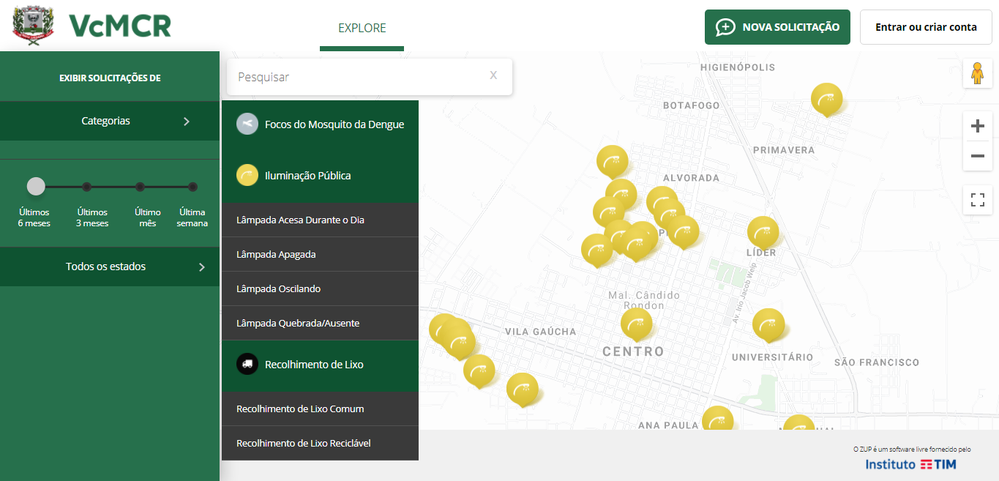 VcMCR
EXPLORE
NOVA SOLICITAÇÃO
Entrar ou criar conta
EXIBIR SOLICITAÇÕES DE
Categorias
Últimos
6 meses
Últimos
3 meses
Último
mês
Última
semana
Todos os estados
Pesquisar
X
Focos do Mosquito da Dengue
Iluminação Pública
Lâmpada Acesa Durante o Dia
Lâmpada Apagada
Lâmpada Oscilando
Lâmpada Quebrada/Ausente
Recolhimento de Lixo
Recolhimento de Lixo Comum
Recolhimento de Lixo Reciclável
HIGIENÓPOLIS
BOTAFOGO
PRIMAVERA
ALVORADA
LÍDER
Av. Irio Jacob Welp
Mal. Cândido
Rondon
VILA GAÚCHA
CENTRO
UNIVERSITÁRIO
SÃO FRANCISCO
ANA PAULA
O ZUP é um software livre fornecido pelo
Instituto TIM